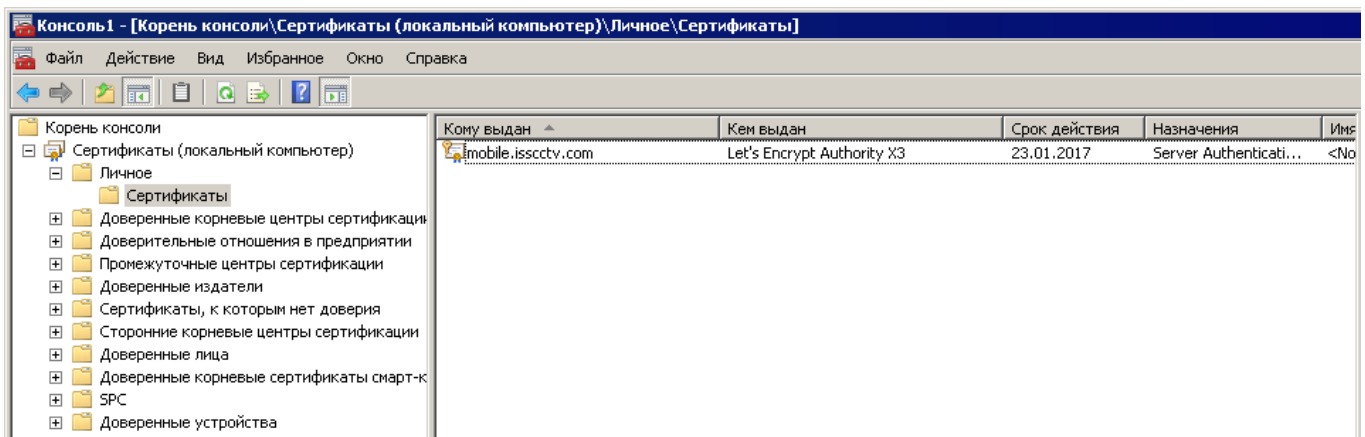 Консоль1 - [Корень консоли\Сертификаты (локальный компьютер)\Личное\Сертификаты]
Файл Действие Вид Избранное Окно Справка
Корень консоли
Сертификаты (локальный компьютер)
Личное
Сертификаты
Доверенные корневые центры сертификации
Доверительные отношения в предприятии
Промежуточные центры сертификации
Доверенные издатели
Сертификаты, к которым нет доверия
Сторонние корневые центры сертификации
Доверенные лица
Доверенные корневые сертификаты смарт-к
SPC
Доверенные устройства
Кому выдан Кем выдан Срок действия Назначения Имя
mobile.isscctv.com Let's Encrypt Authority X3 23.01.2017 Server Authenticati... <No